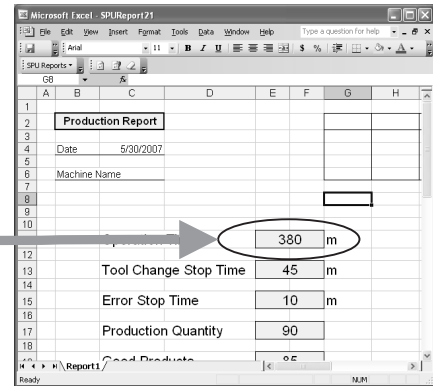 Microsoft Excel - SPUReport21
File Edit View Insert Format Tools Data Window Help Type a question for help
Arial 11 B I U $ %
SPU Reports
G8 fx
A B C D E F G H
1
2 Production Report
3
4 Date 5/30/2007
5
6 Machine Name
7
8
9
10
380 m
12
13 Tool Change Stop Time 45 m
14
15 Error Stop Time 10 m
16
17 Production Quantity 90
18
Good Products 85
Report1
Ready NUM